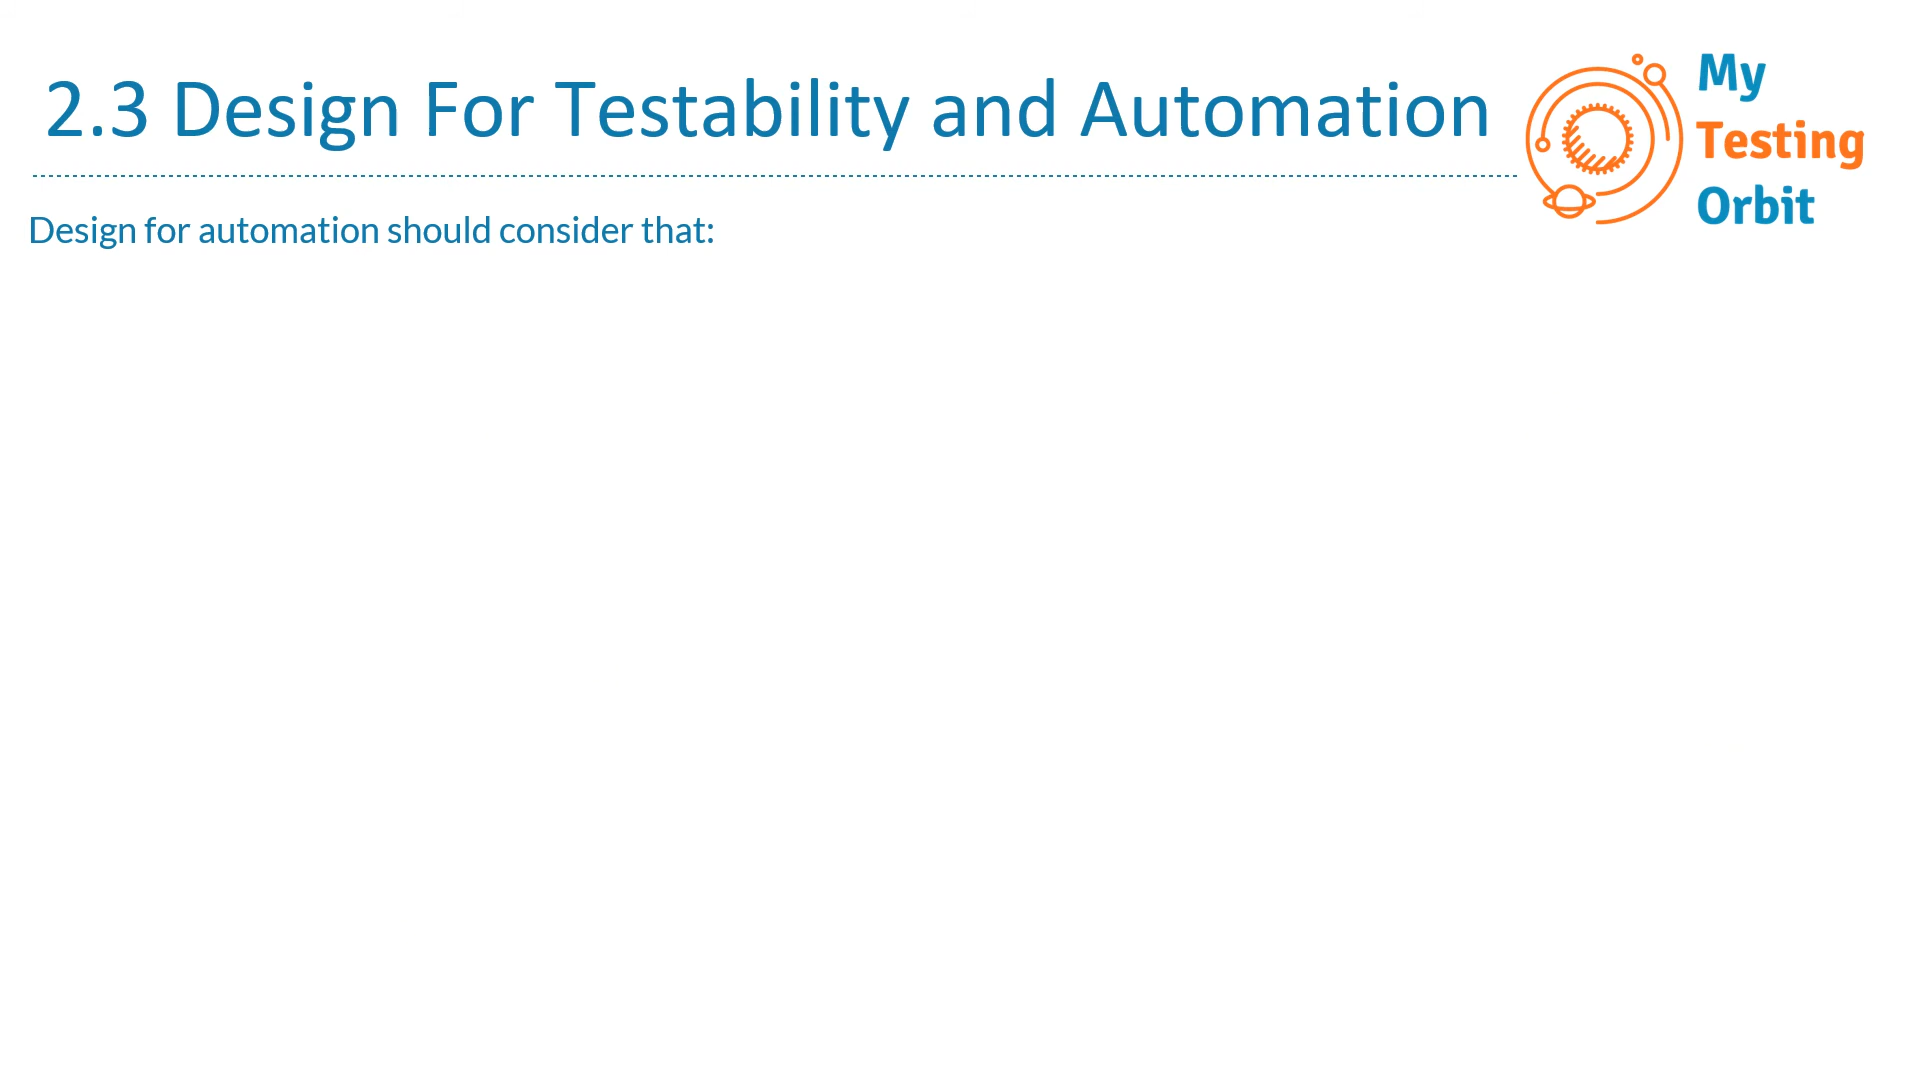 2.3 Design For Testability and Automation
My
Testing
Orbit
Design for automation should consider that: